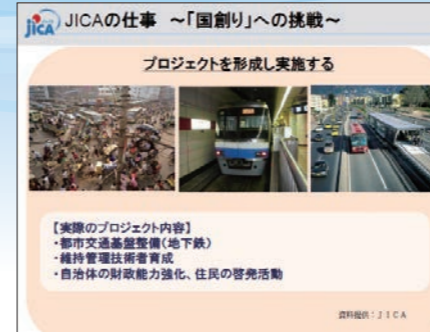 jica JICAの仕事 ～「国創り」への挑戦～
プロジェクトを形成し実施する
【実際のプロジェクト内容】
・都市交通基盤整備（地下鉄）
・維持管理技術者育成
・自治体の財政能力強化、住民の啓発活動
資料提供：JICA